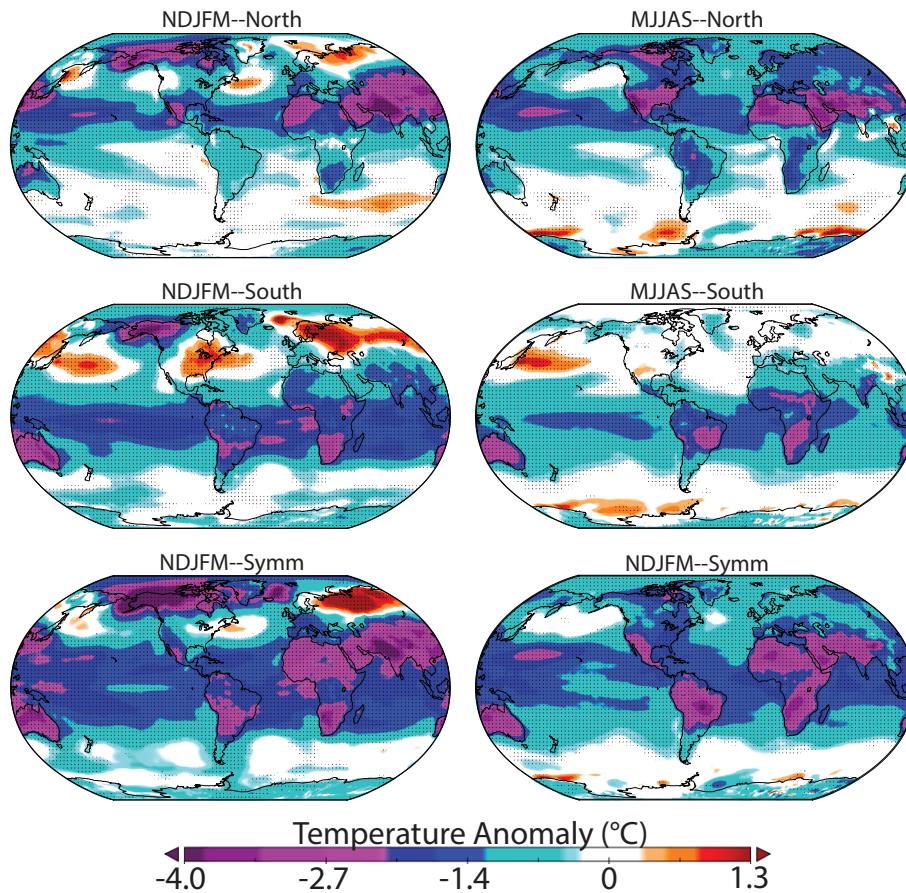 NDJFM--North
MJJAS--North
NDJFM--South
MJJAS--South
NDJFM--Symm
NDJFM--Symm
Temperature Anomaly (°C)
-4.0 -2.7 -1.4 0 1.3